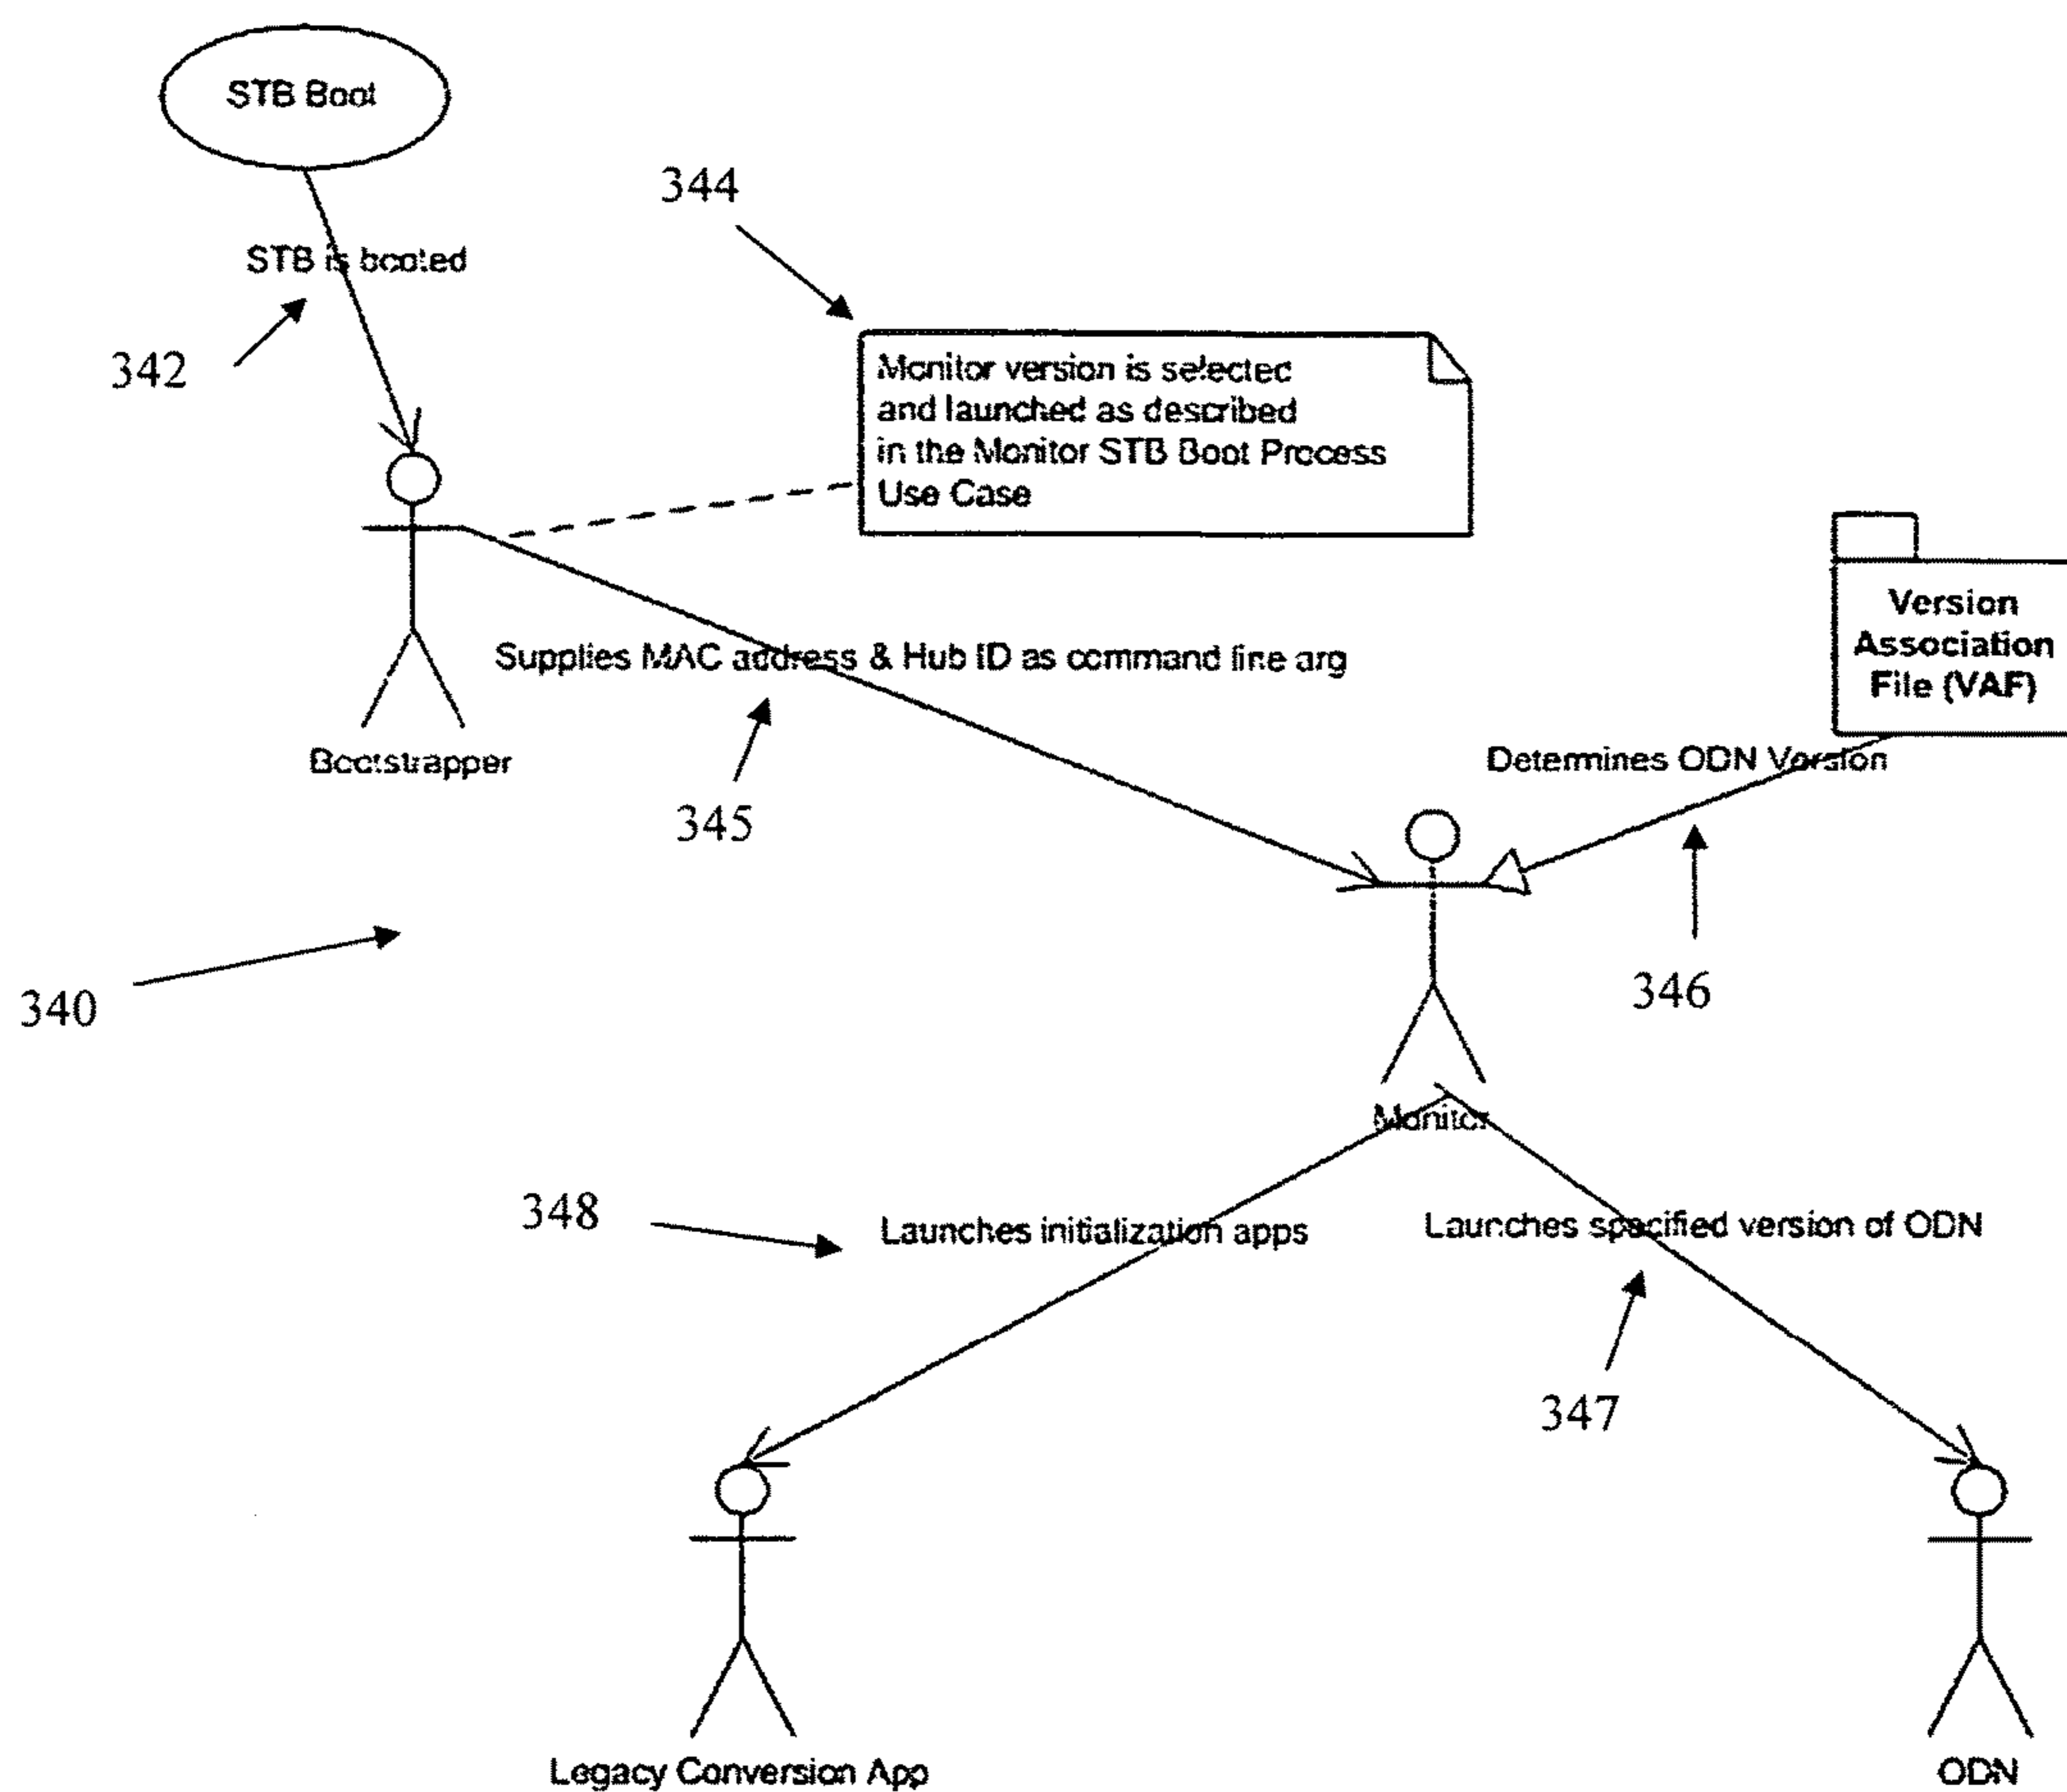 STB Boot
344
STB is booted
342
Monitor version is selected
and launched as described
in the Monitor STB Boot Process
Use Case
Version
Association
File (VAF)
Supplies MAC address & Hub ID as command line arg
Bootstrapper
Determines ODN Version
345
340
346
Monitor
348
Launches initialization apps
Launches specified version of ODN
347
Legacy Conversion App
ODN